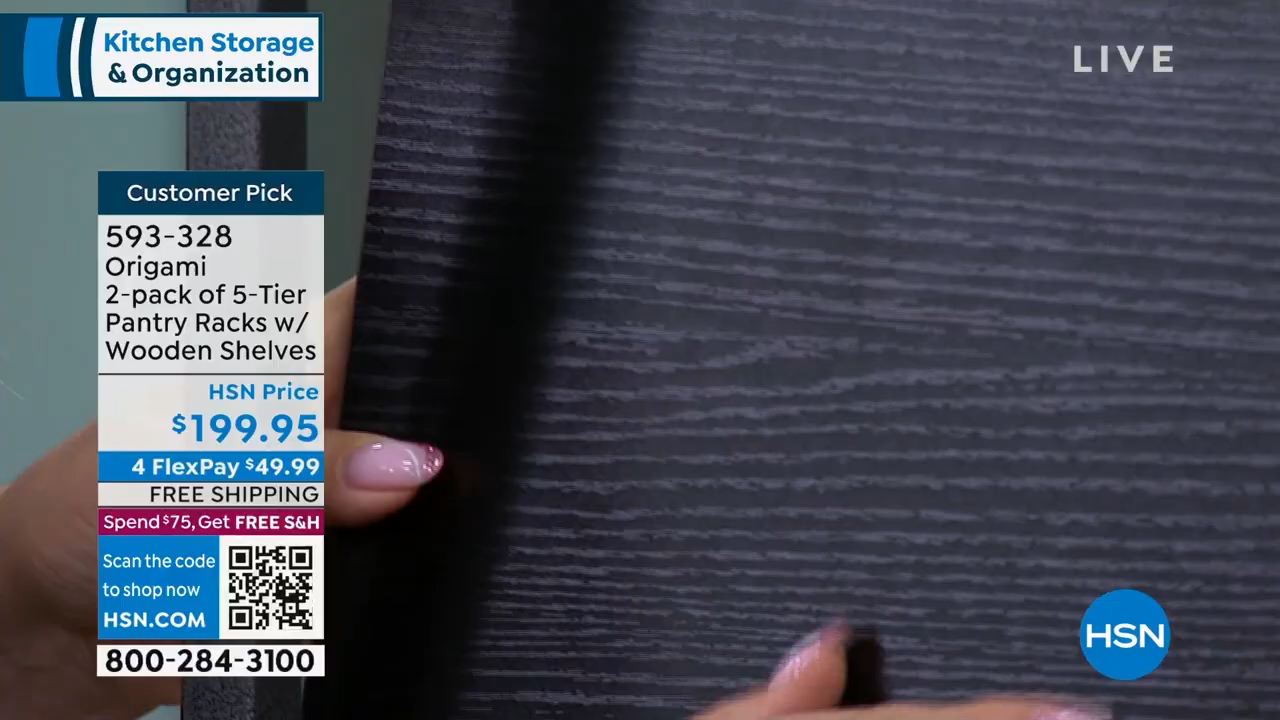 Kitchen Storage
& Organization
LIVE
Customer Pick
593-328
Origami
2-pack of 5-Tier
Pantry Racks w/
Wooden Shelves
HSN Price
$199.95
4 FlexPay $49.99
FREE SHIPPING
Spend $75, Get FREE S&H
Scan the code
to shop now
HSN.COM
800-284-3100
HSN